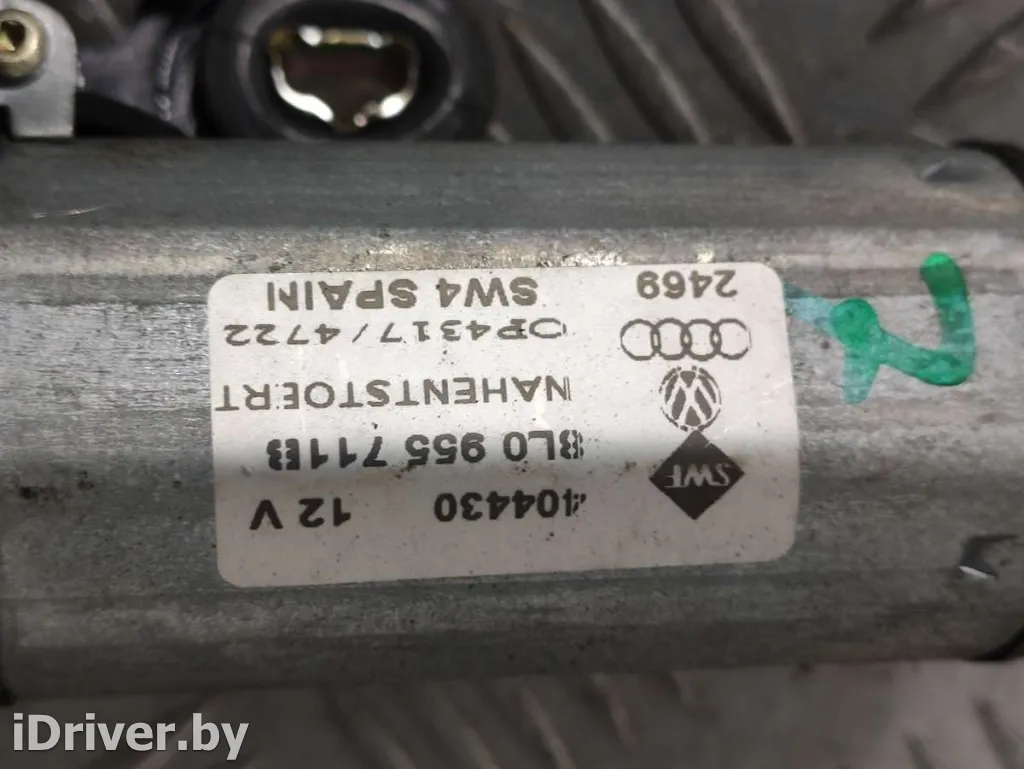 404430 12 V
SWF
8L0 955 711B
NAHENTSTOERT
OP4317/4722
SW4 SPAIN
2469
iDriver.by